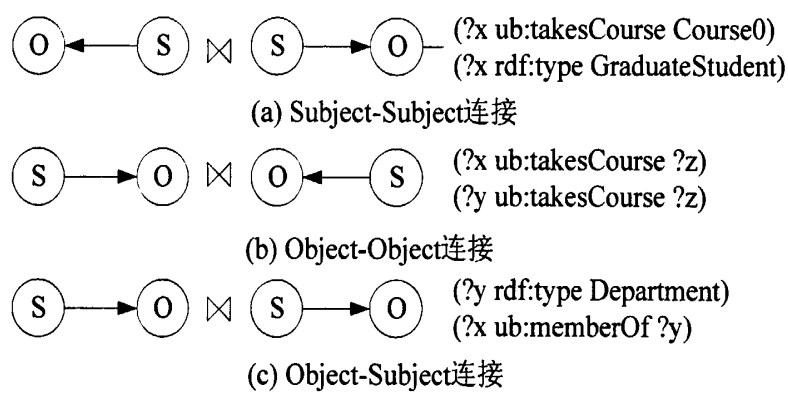 O S ⋈ S O (?x ub:takesCourse Course0)
(?x rdf:type GraduateStudent)
(a) Subject-Subject连接
S O ⋈ O S (?x ub:takesCourse ?z)
(?y ub:takesCourse ?z)
(b) Object-Object连接
S O ⋈ S O (?y rdf:type Department)
(?x ub:memberOf ?y)
(c) Object-Subject连接